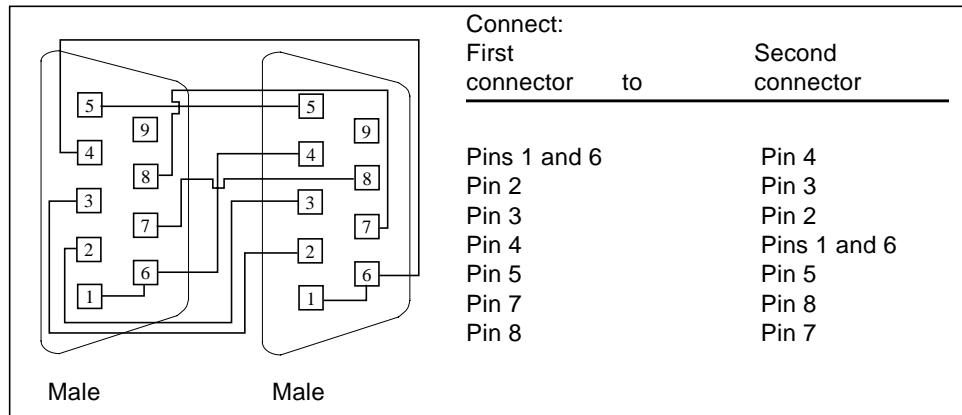 Connect:
First Second
connector to connector
Pins 1 and 6 Pin 4
Pin 2 Pin 3
Pin 3 Pin 2
Pin 4 Pins 1 and 6
Pin 5 Pin 5
Pin 7 Pin 8
Pin 8 Pin 7
5
9
4
8
3
7
2
6
1
5
9
4
8
3
7
2
6
1
Male Male